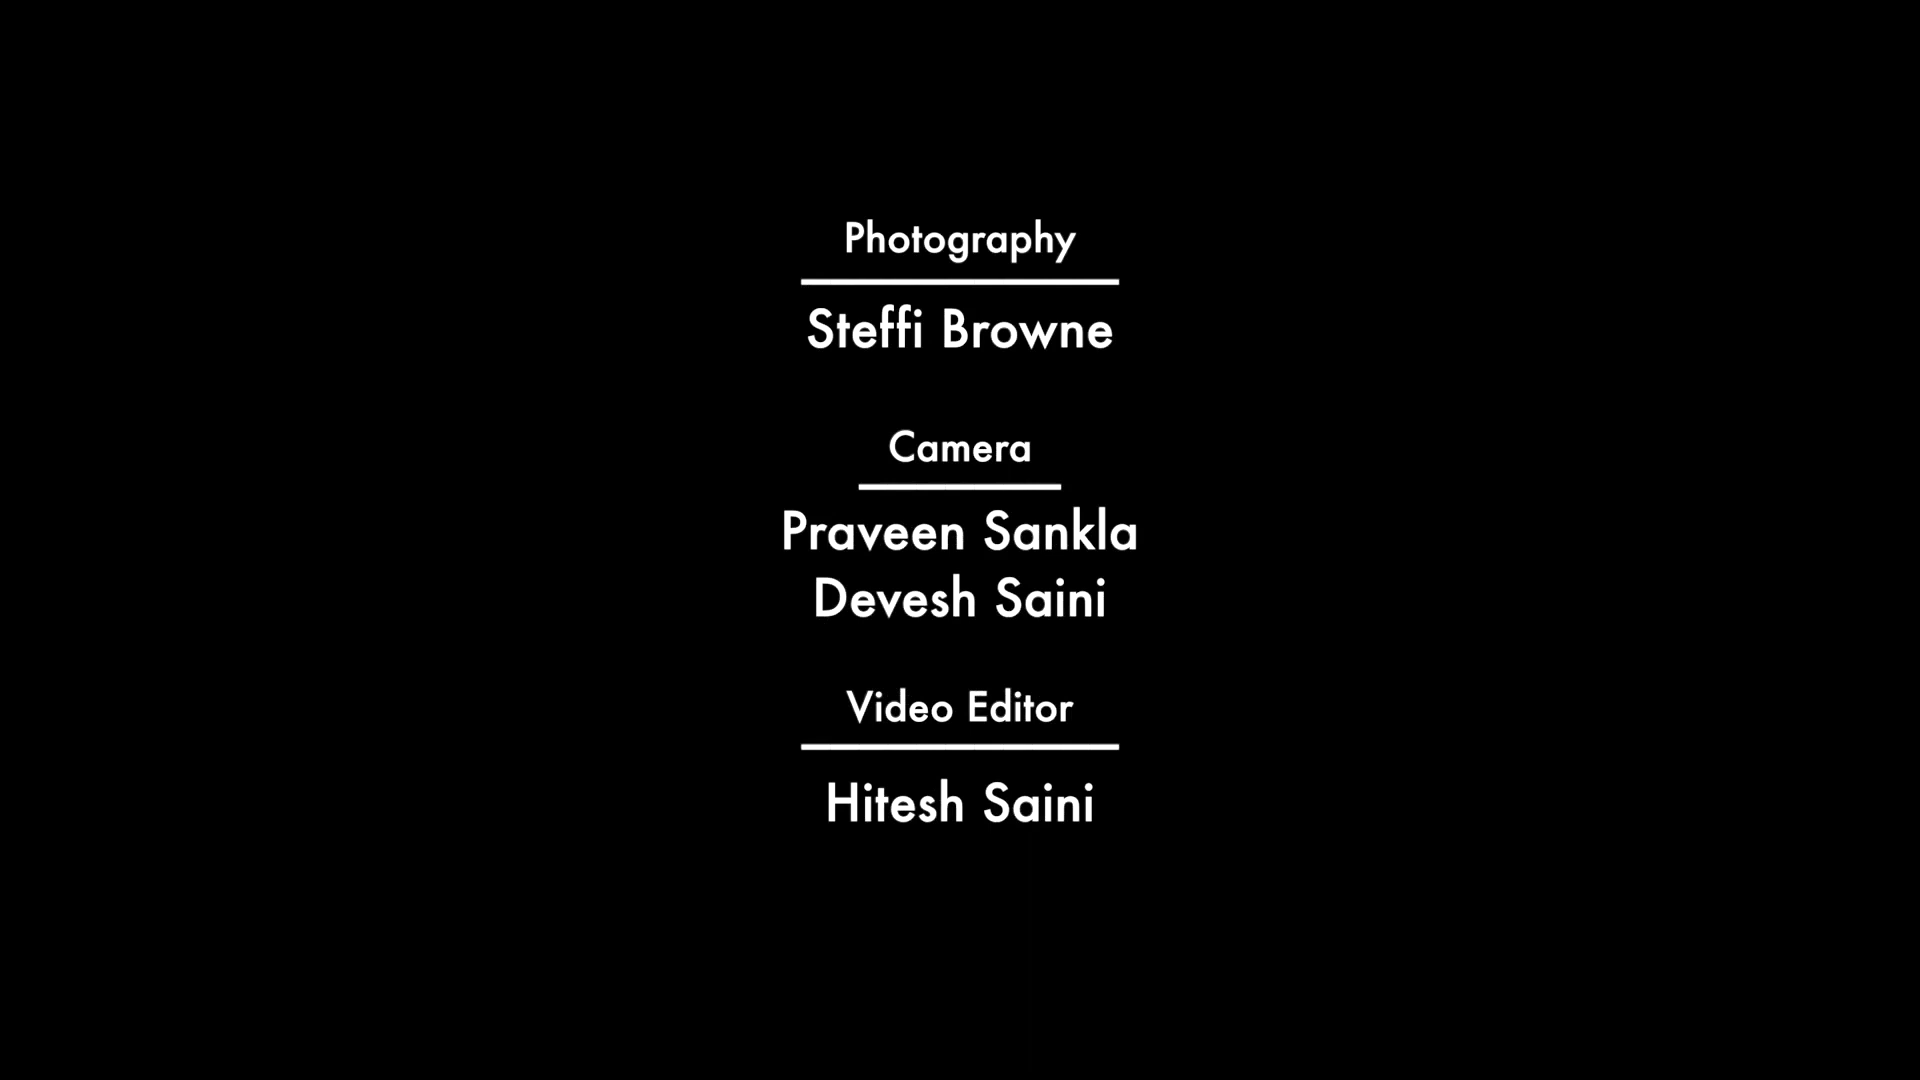 Photography
Steffi Browne
Camera
Praveen Sankla
Devesh Saini
Video Editor
Hitesh Saini